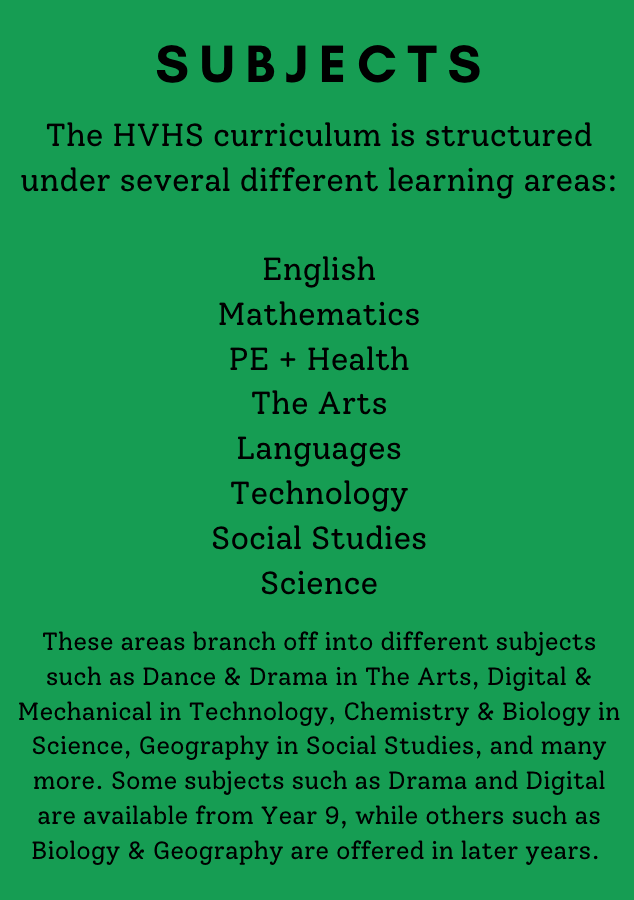 SUBJECTS
The HVHS curriculum is structured
under several different learning areas:
English
Mathematics
PE + Health
The Arts
Languages
Technology
Social Studies
Science
These areas branch off into different subjects
such as Dance & Drama in The Arts, Digital &
Mechanical in Technology, Chemistry & Biology in
Science, Geography in Social Studies, and many
more. Some subjects such as Drama and Digital
are available from Year 9, while others such as
Biology & Geography are offered in later years.